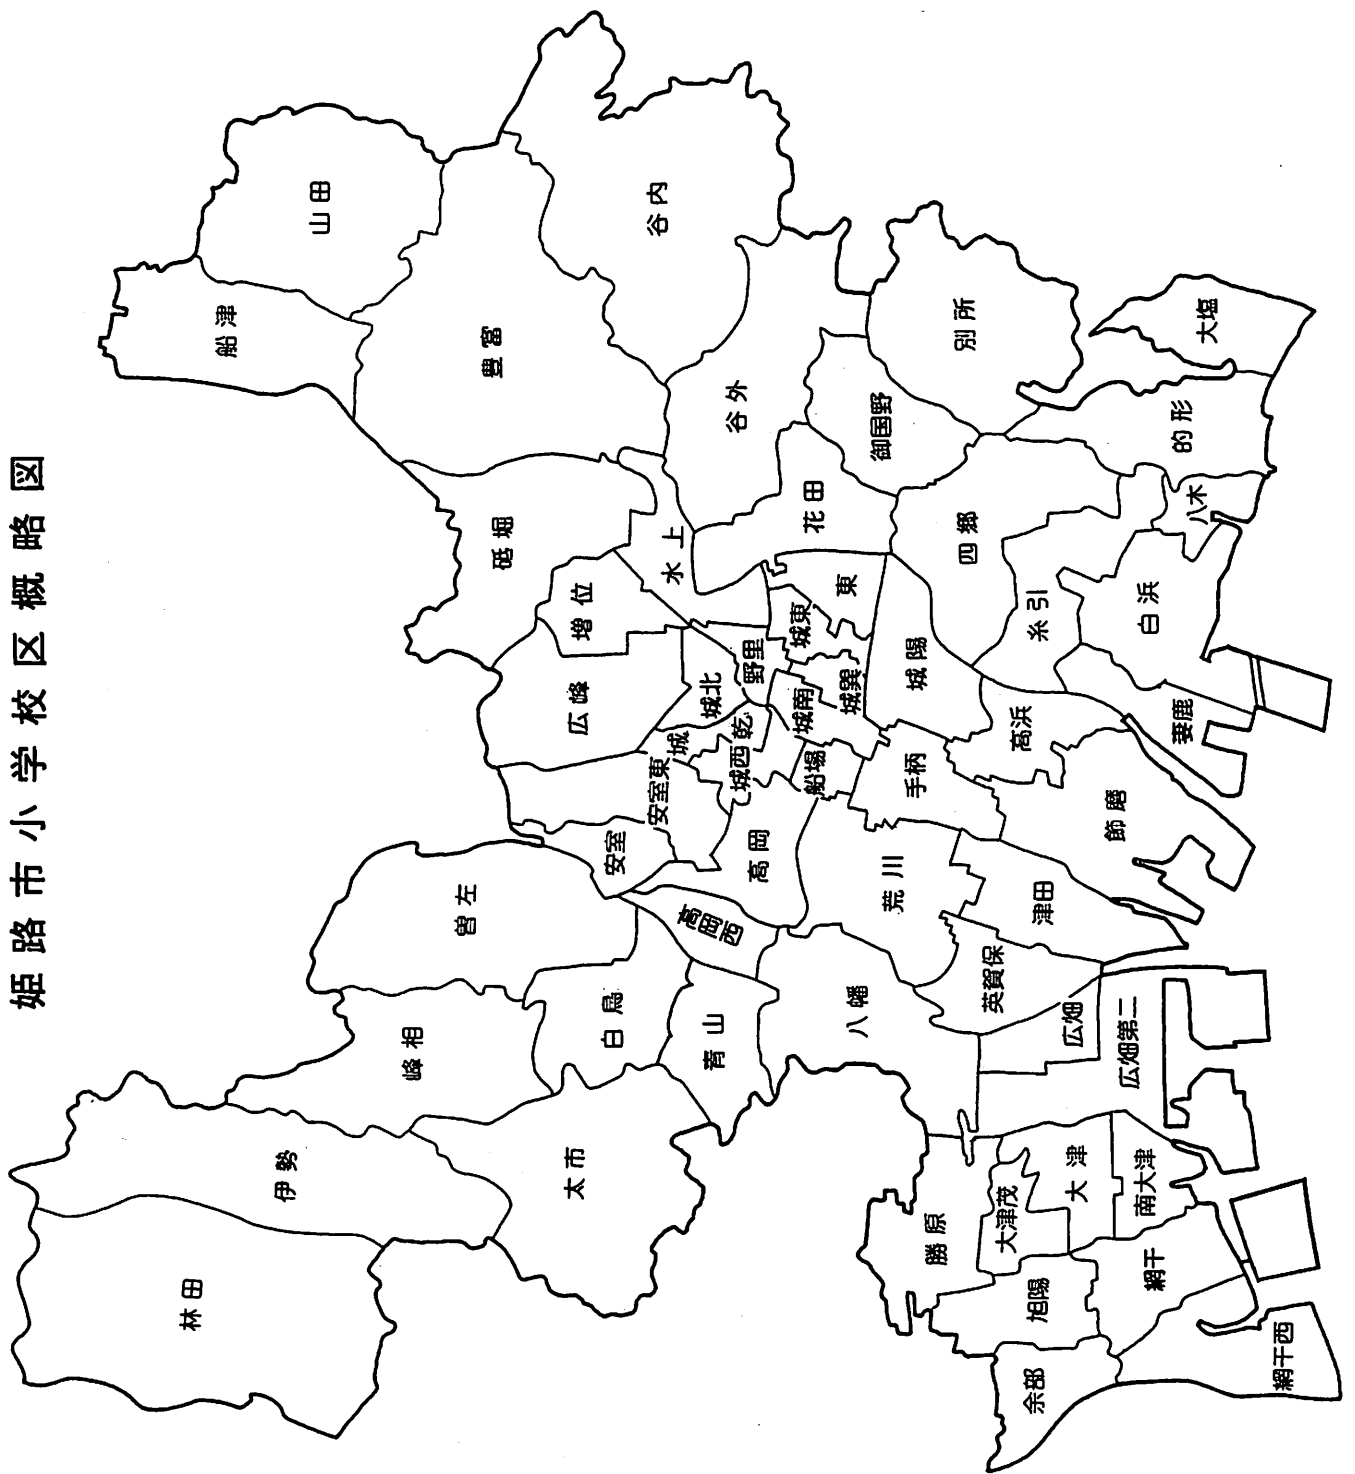 姫路市小学校区概略図
林田
伊勢
太市
峰相
曽左
白鳥
青山
高岡西
安室
安室東
高岡
城西
城乾
船津
山田
豊富
谷内
谷外
砥堀
増位
水上
広峰
城北
野里
城東
東
花田
御国野
別所
四郷
城南
城巽
城陽
船場
手柄
荒川
八幡
高浜
飾磨
津田
英賀保
広畑
広畑第二
糸引
白浜
八木
的形
大塩
妻鹿
勝原
大津茂
大津
南大津
旭陽
網干
余部
網干西